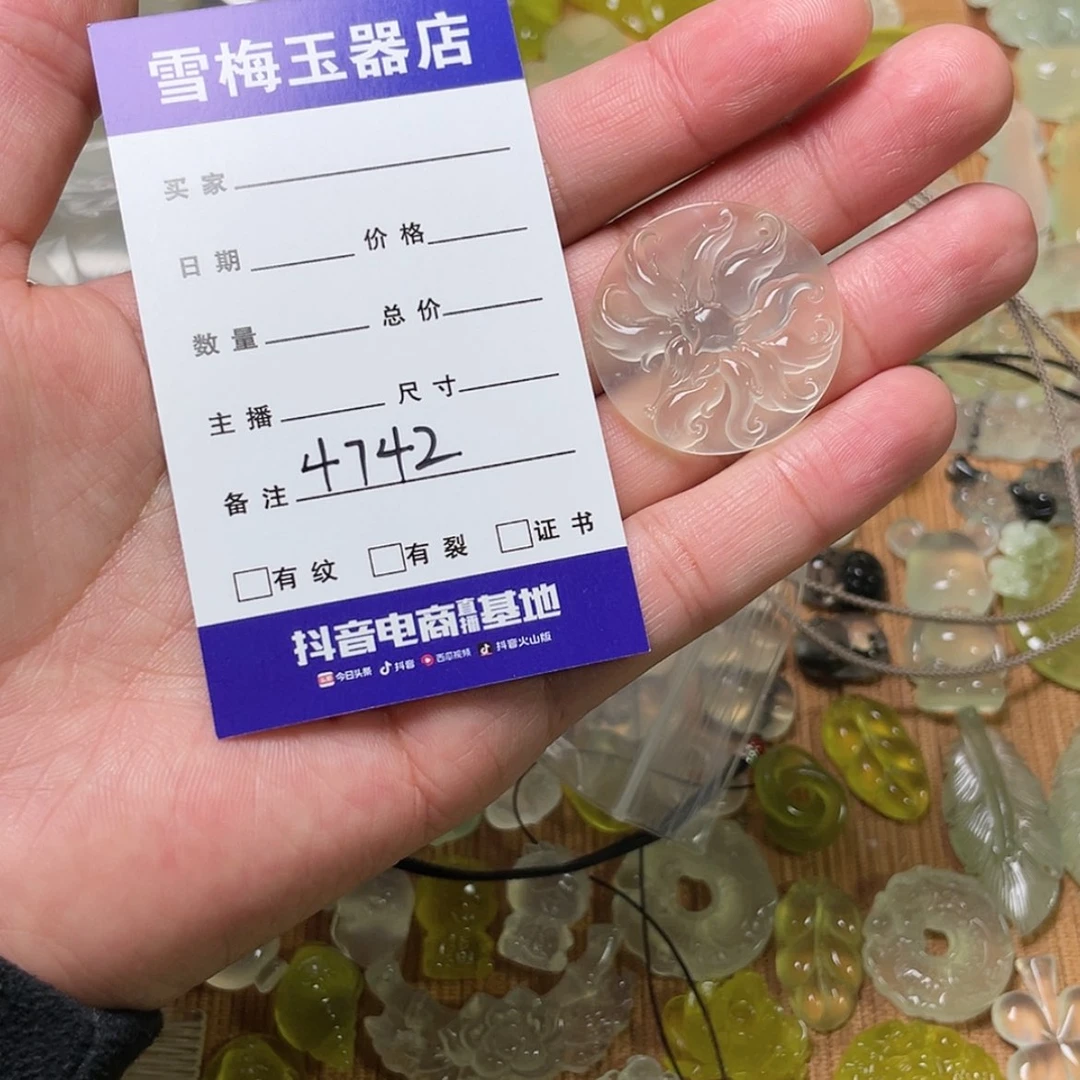 雪梅玉器店
买家
日期 价格
数量 总价
主播 尺寸
备注 4742
有纹 有裂 证书
抖音电商直播基地
今日头条 抖音 西瓜视频 抖音火山版